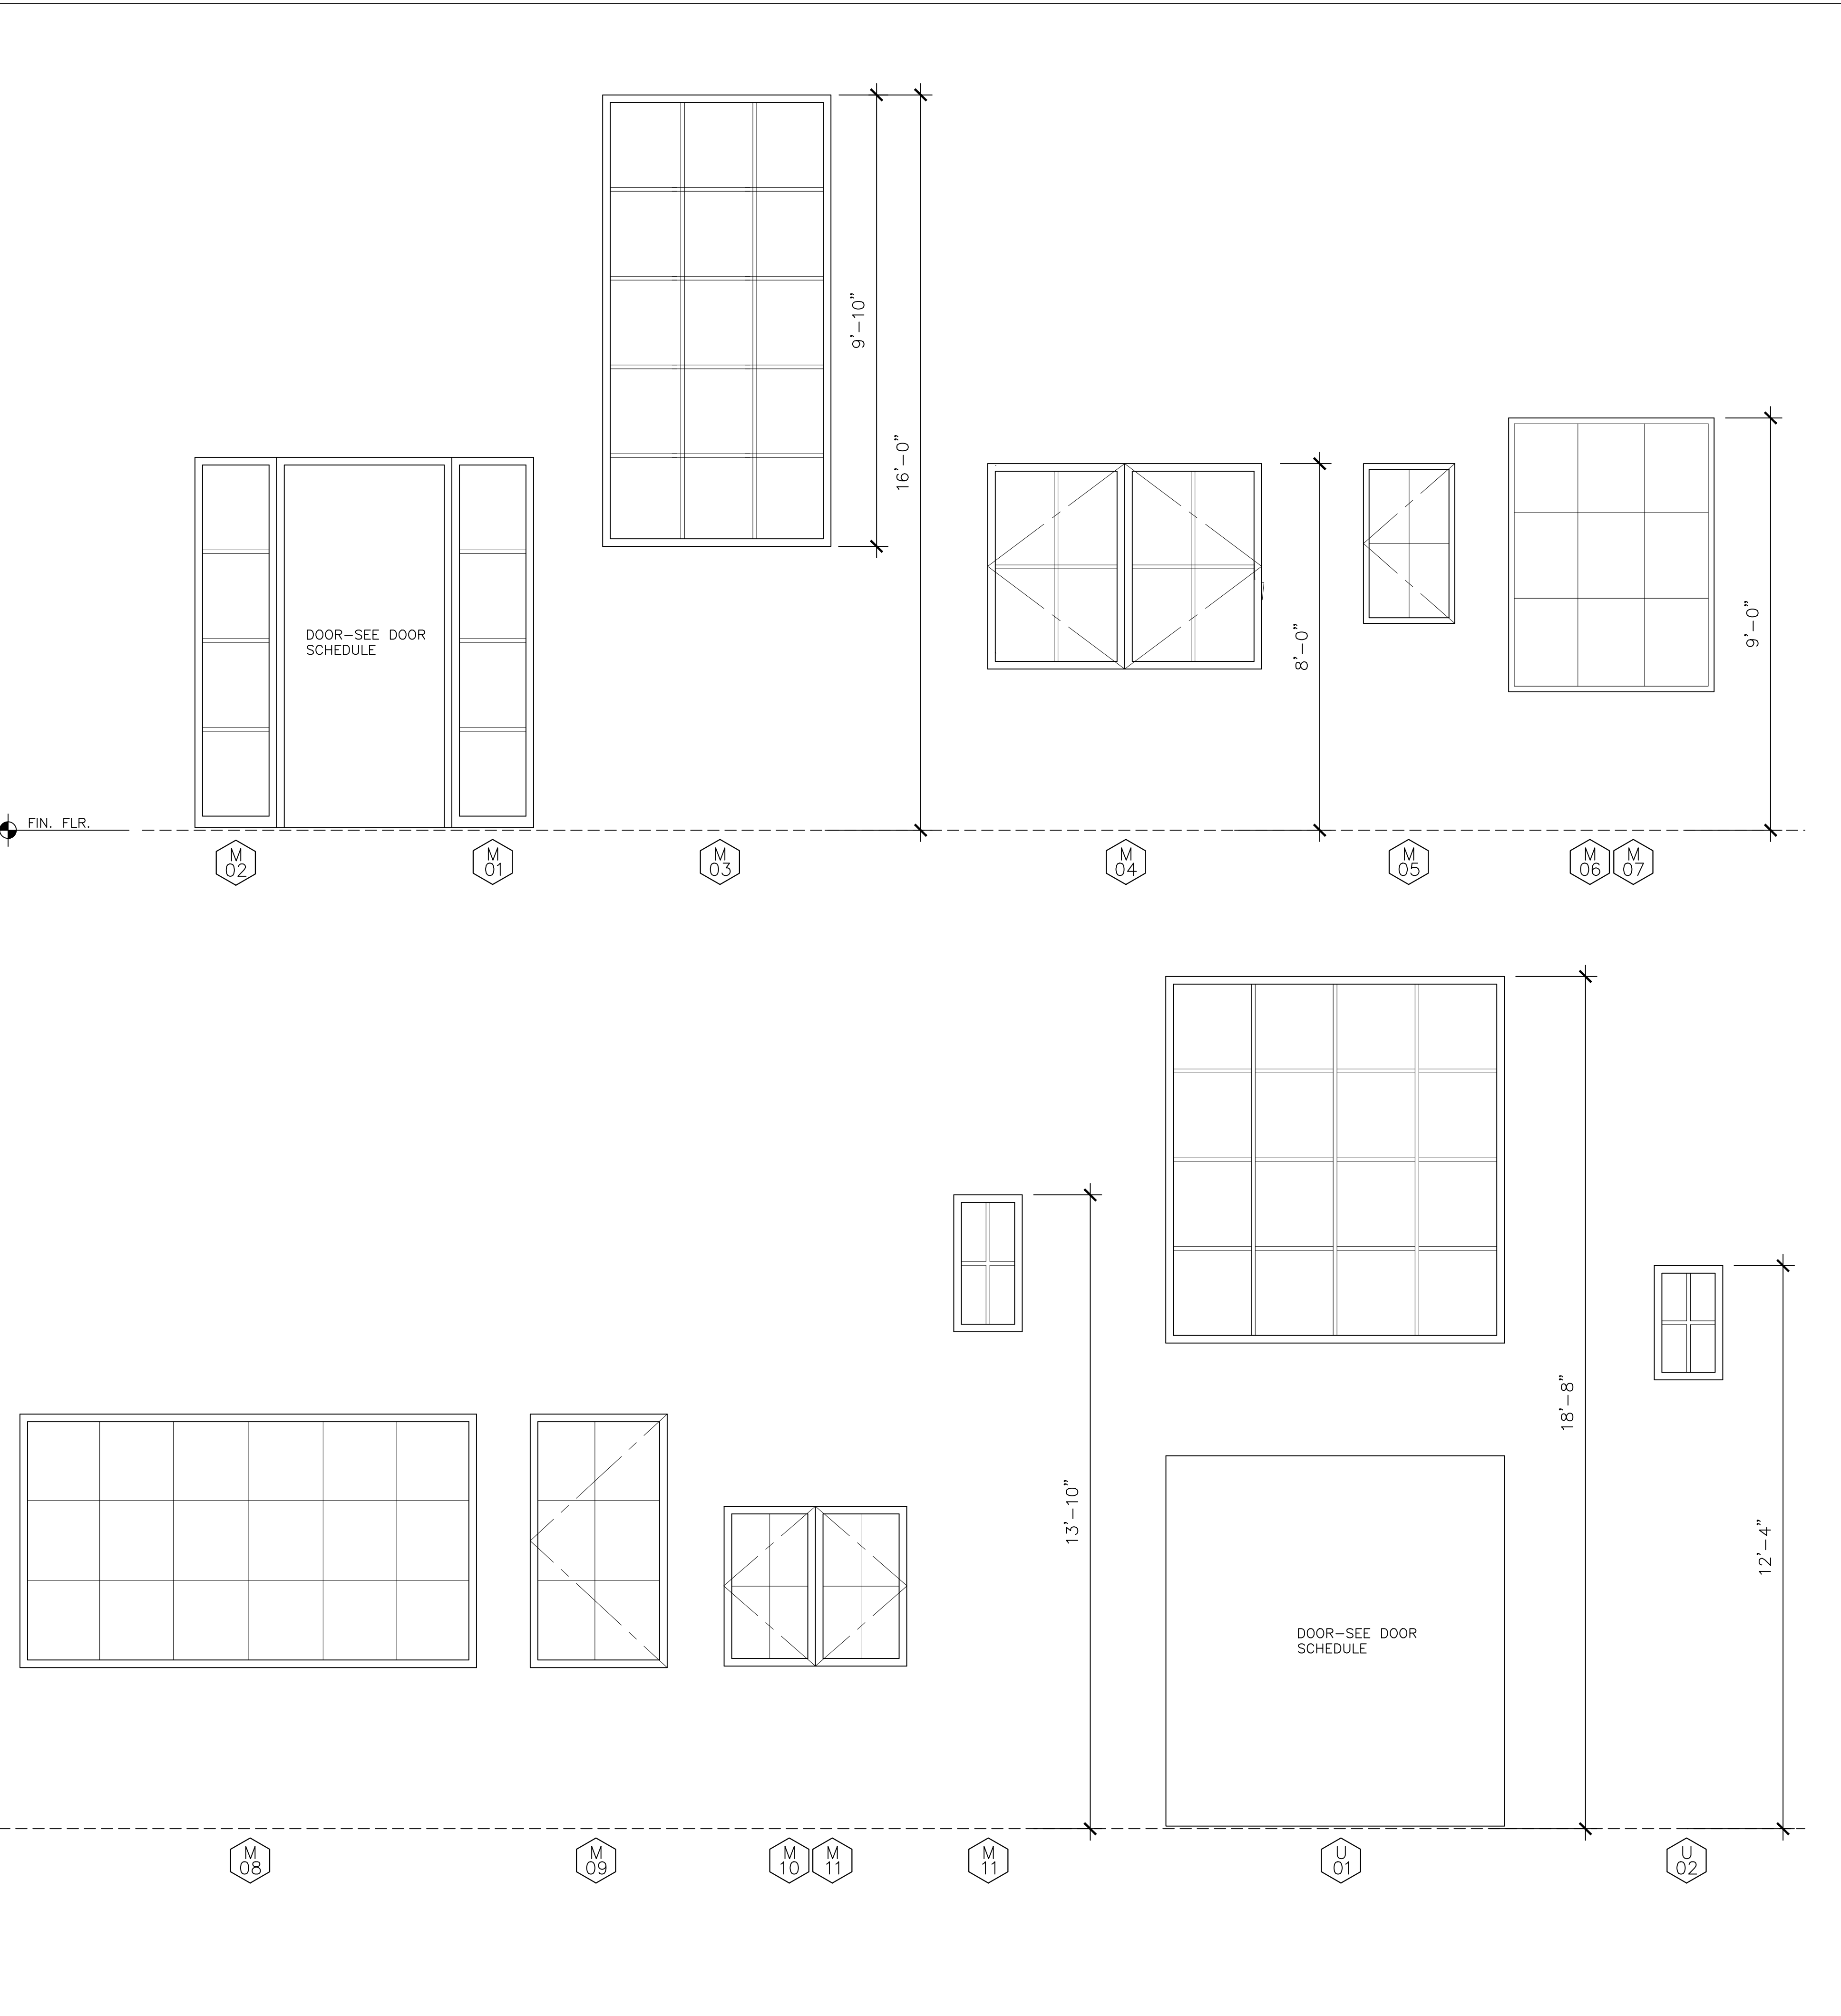 9'-10"
16'-0"
8'-0"
9'-0"
DOOR-SEE DOOR
SCHEDULE
FIN. FLR.
M
02
M
01
M
03
M
04
M
05
M
06
M
07
13'-10"
18'-8"
12'-4"
DOOR-SEE DOOR
SCHEDULE
M
08
M
09
M
10
M
11
M
11
U
01
U
02